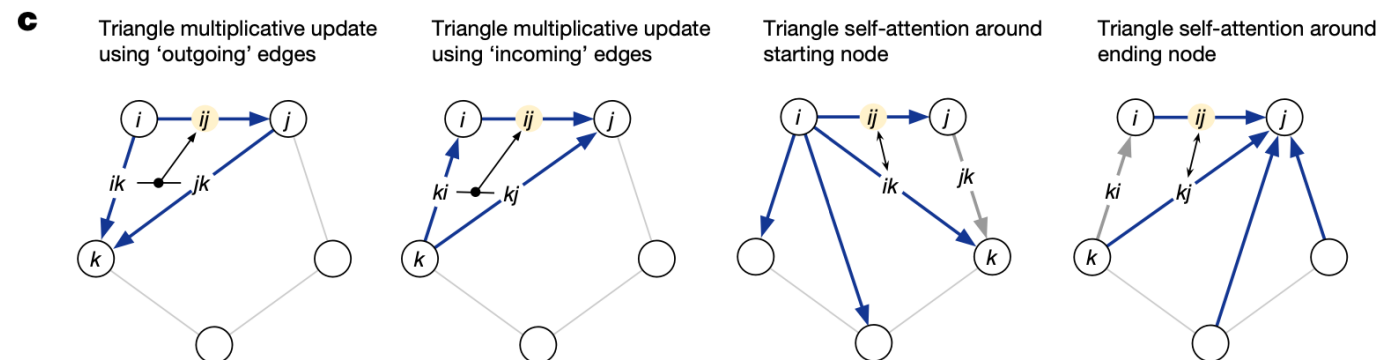 c
Triangle multiplicative update
using ‘outgoing’ edges
Triangle multiplicative update
using ‘incoming’ edges
Triangle self-attention around
starting node
Triangle self-attention around
ending node
i ij j
ik jk
k
i ij j
ki kj
k
i ij j
ik jk
k
i ij j
ki kj
k